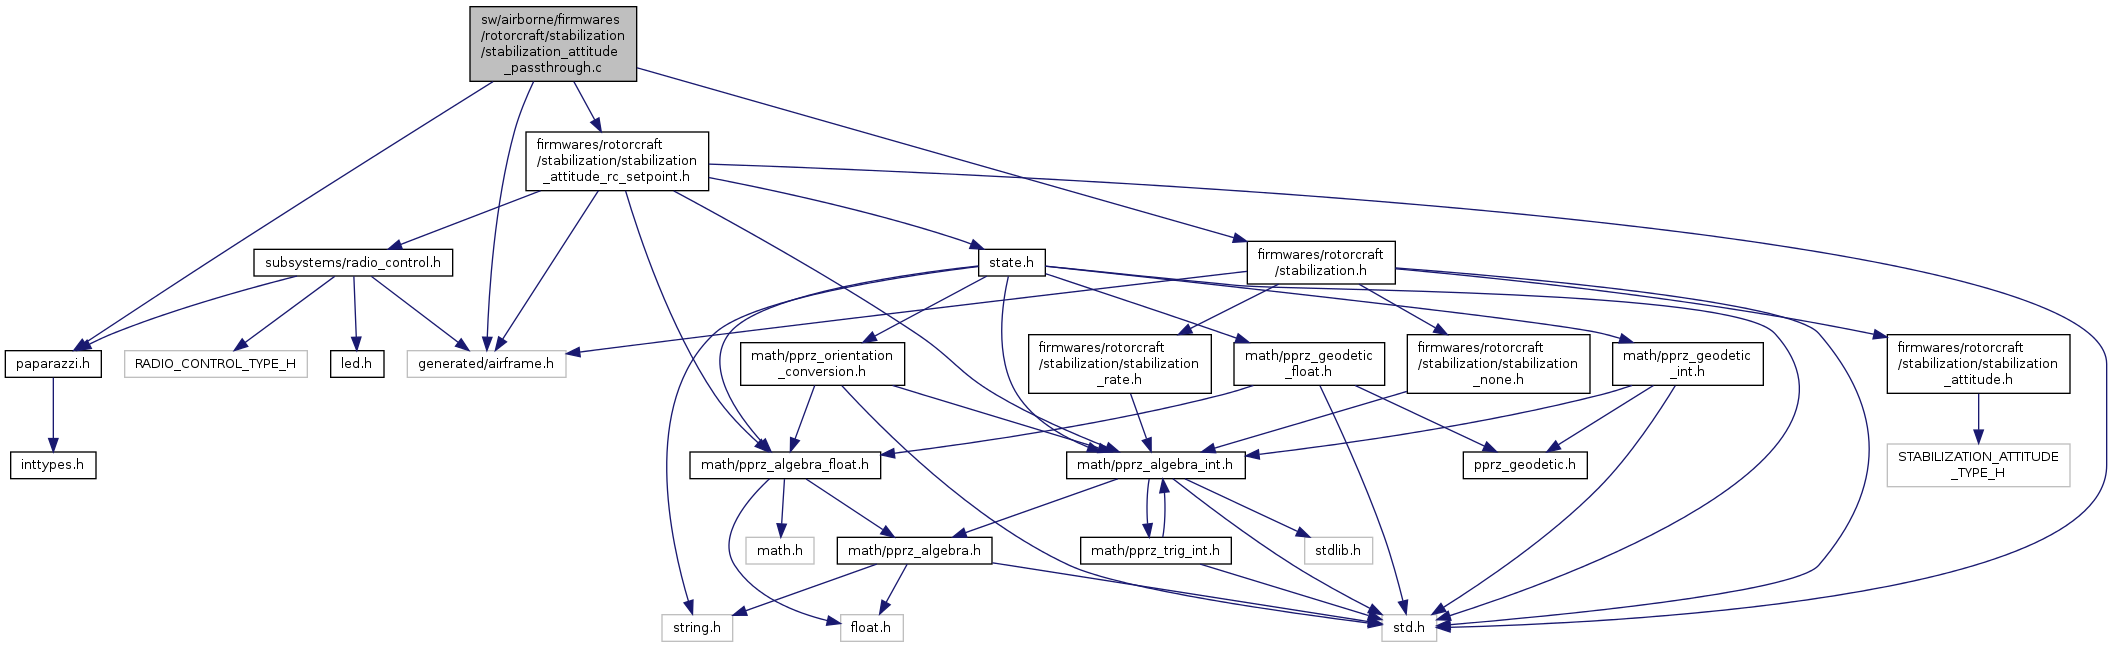 sw/airborne/firmwares
/rotorcraft/stabilization
/stabilization_attitude
_passthrough.c
firmwares/rotorcraft
/stabilization/stabilization
_attitude_rc_setpoint.h
subsystems/radio_control.h
state.h
firmwares/rotorcraft
/stabilization.h
paparazzi.h
RADIO_CONTROL_TYPE_H
led.h
generated/airframe.h
math/pprz_orientation
_conversion.h
firmwares/rotorcraft
/stabilization/stabilization
_rate.h
math/pprz_geodetic
_float.h
firmwares/rotorcraft
/stabilization/stabilization
_none.h
math/pprz_geodetic
_int.h
firmwares/rotorcraft
/stabilization/stabilization
_attitude.h
inttypes.h
math/pprz_algebra_float.h
math/pprz_algebra_int.h
pprz_geodetic.h
STABILIZATION_ATTITUDE
_TYPE_H
math.h
math/pprz_algebra.h
math/pprz_trig_int.h
stdlib.h
string.h
float.h
std.h